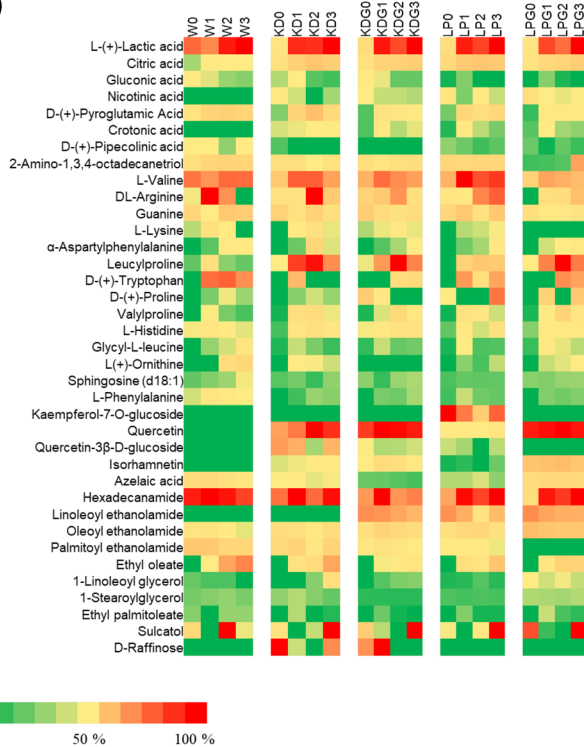 )
W0 W1 W2 W3 KD0 KD1 KD2 KD3 KDG0 KDG1 KDG2 KDG3 LP0 LP1 LP2 LP3 LPG0 LPG1 LPG2 LPG3
L-(+)-Lactic acid
Citric acid
Gluconic acid
Nicotinic acid
D-(+)-Pyroglutamic Acid
Crotonic acid
D-(+)-Pipecolinic acid
2-Amino-1,3,4-octadecanetriol
L-Valine
DL-Arginine
Guanine
L-Lysine
α-Aspartylphenylalanine
Leucylproline
D-(+)-Tryptophan
D-(+)-Proline
Valylproline
L-Histidine
Glycyl-L-leucine
L(+)-Ornithine
Sphingosine (d18:1)
L-Phenylalanine
Kaempferol-7-O-glucoside
Quercetin
Quercetin-3β-D-glucoside
Isorhamnetin
Azelaic acid
Hexadecanamide
Linoleoyl ethanolamide
Oleoyl ethanolamide
Palmitoyl ethanolamide
Ethyl oleate
1-Linoleoyl glycerol
1-Stearoylglycerol
Ethyl palmitoleate
Sulcatol
D-Raffinose
50 % 100 %